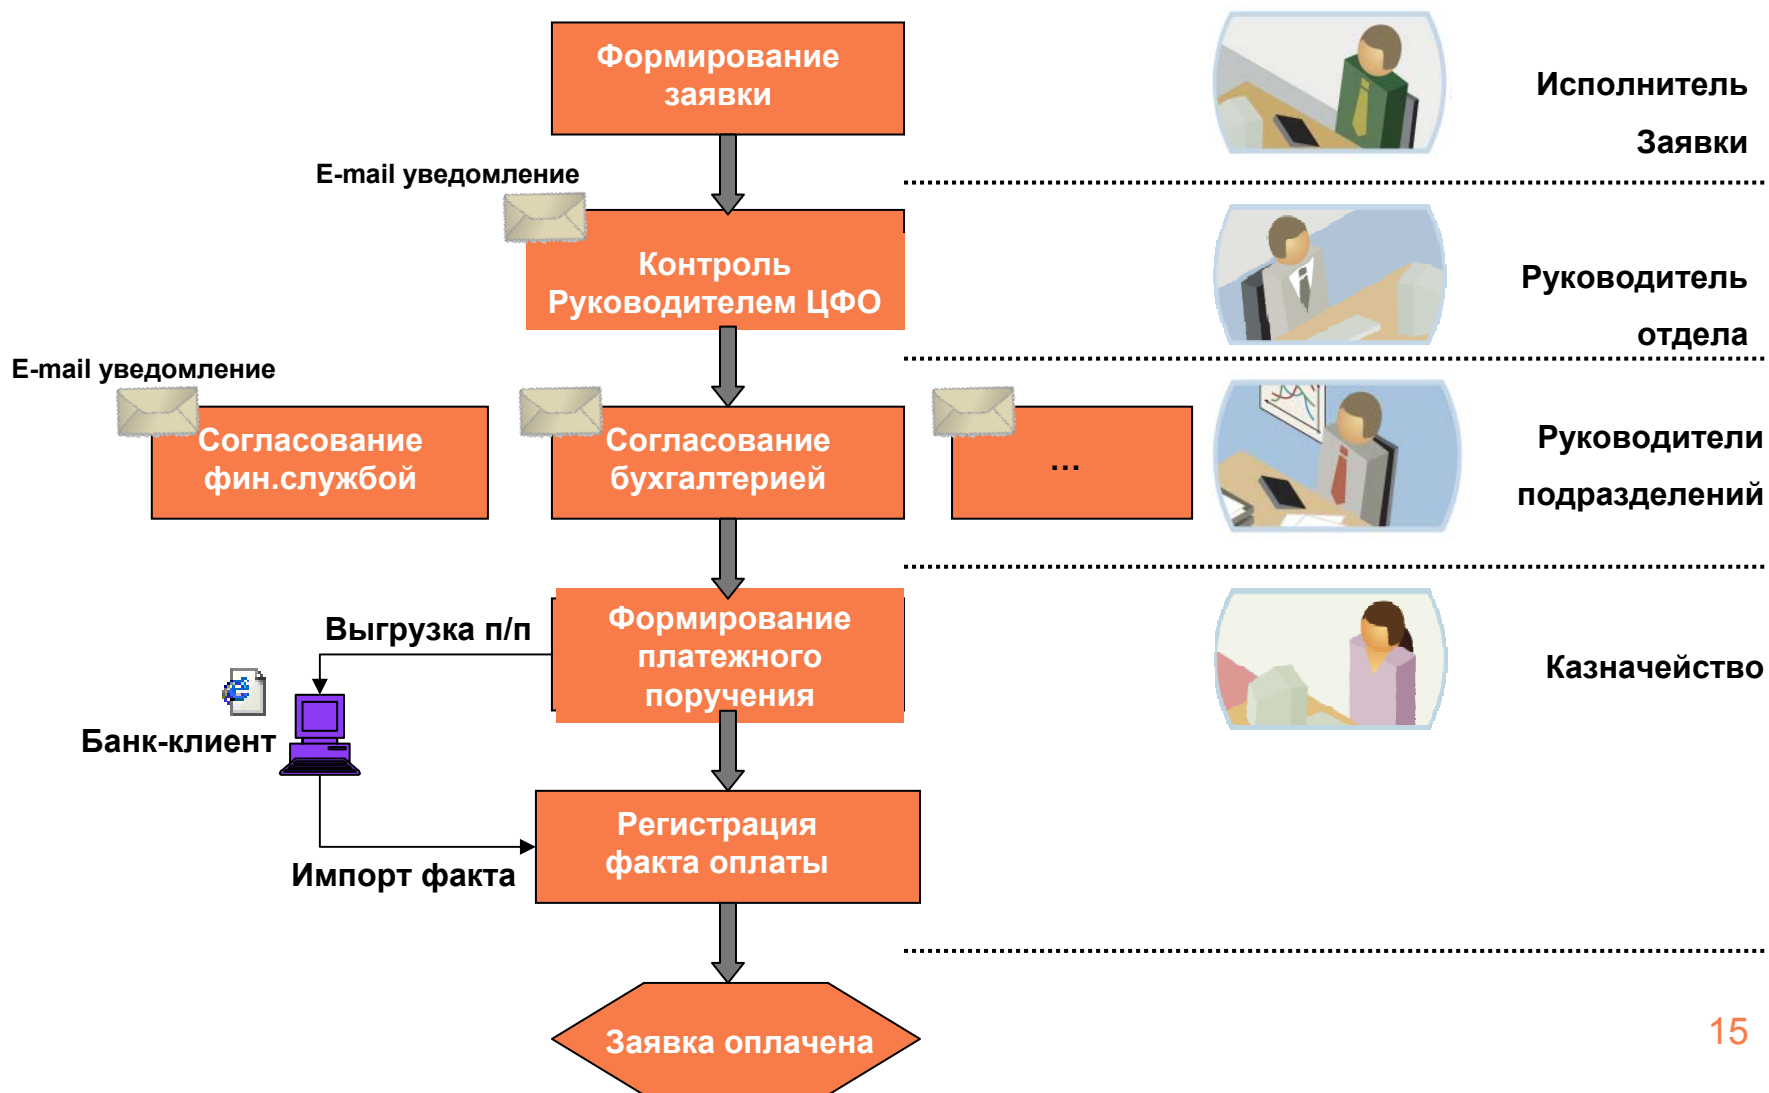 Формирование
заявки
Исполнитель
Заявки
E-mail уведомление
Контроль
Руководителем ЦФО
Руководитель
отдела
E-mail уведомление
Согласование
фин.службой
Согласование
бухгалтерией
...
Руководители
подразделений
Выгрузка п/п
Формирование
платежного
поручения
Казначейство
Банк-клиент
Регистрация
факта оплаты
Импорт факта
Заявка оплачена
15